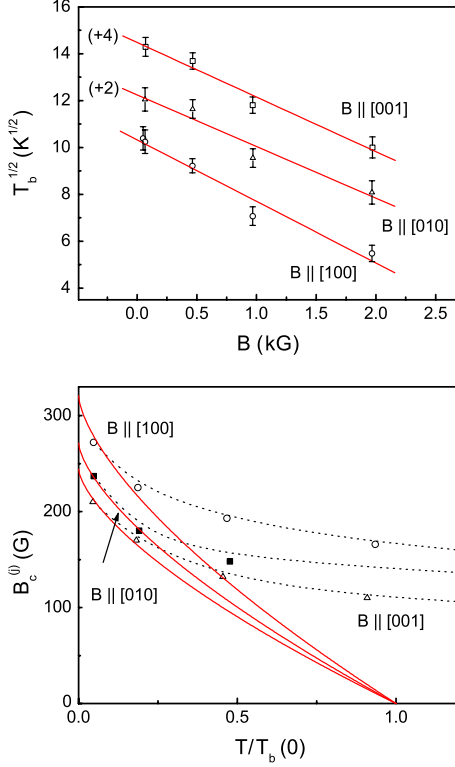 16
14
12
10
8
6
4
T_b^{1/2} (K^{1/2})
(+4)
(+2)
B || [001]
B || [010]
B || [100]
0.0 0.5 1.0 1.5 2.0 2.5
B (kG)
300
200
100
0
B_c^{(j)} (G)
B || [100]
B || [010]
B || [001]
0.0 0.5 1.0
T/T_b (0)